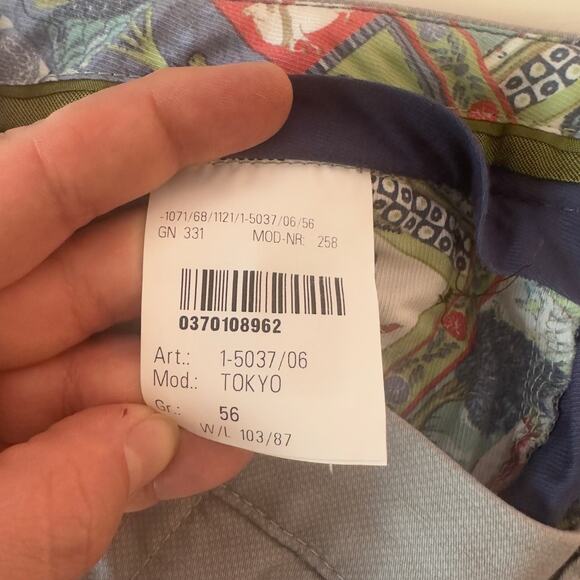 -1071/68/1121/1-5037/06/56
GN 331 MOD-NR: 258
0370108962
Art.: 1-5037/06
Mod.: TOKYO
Gr.: 56
W/L 103/87